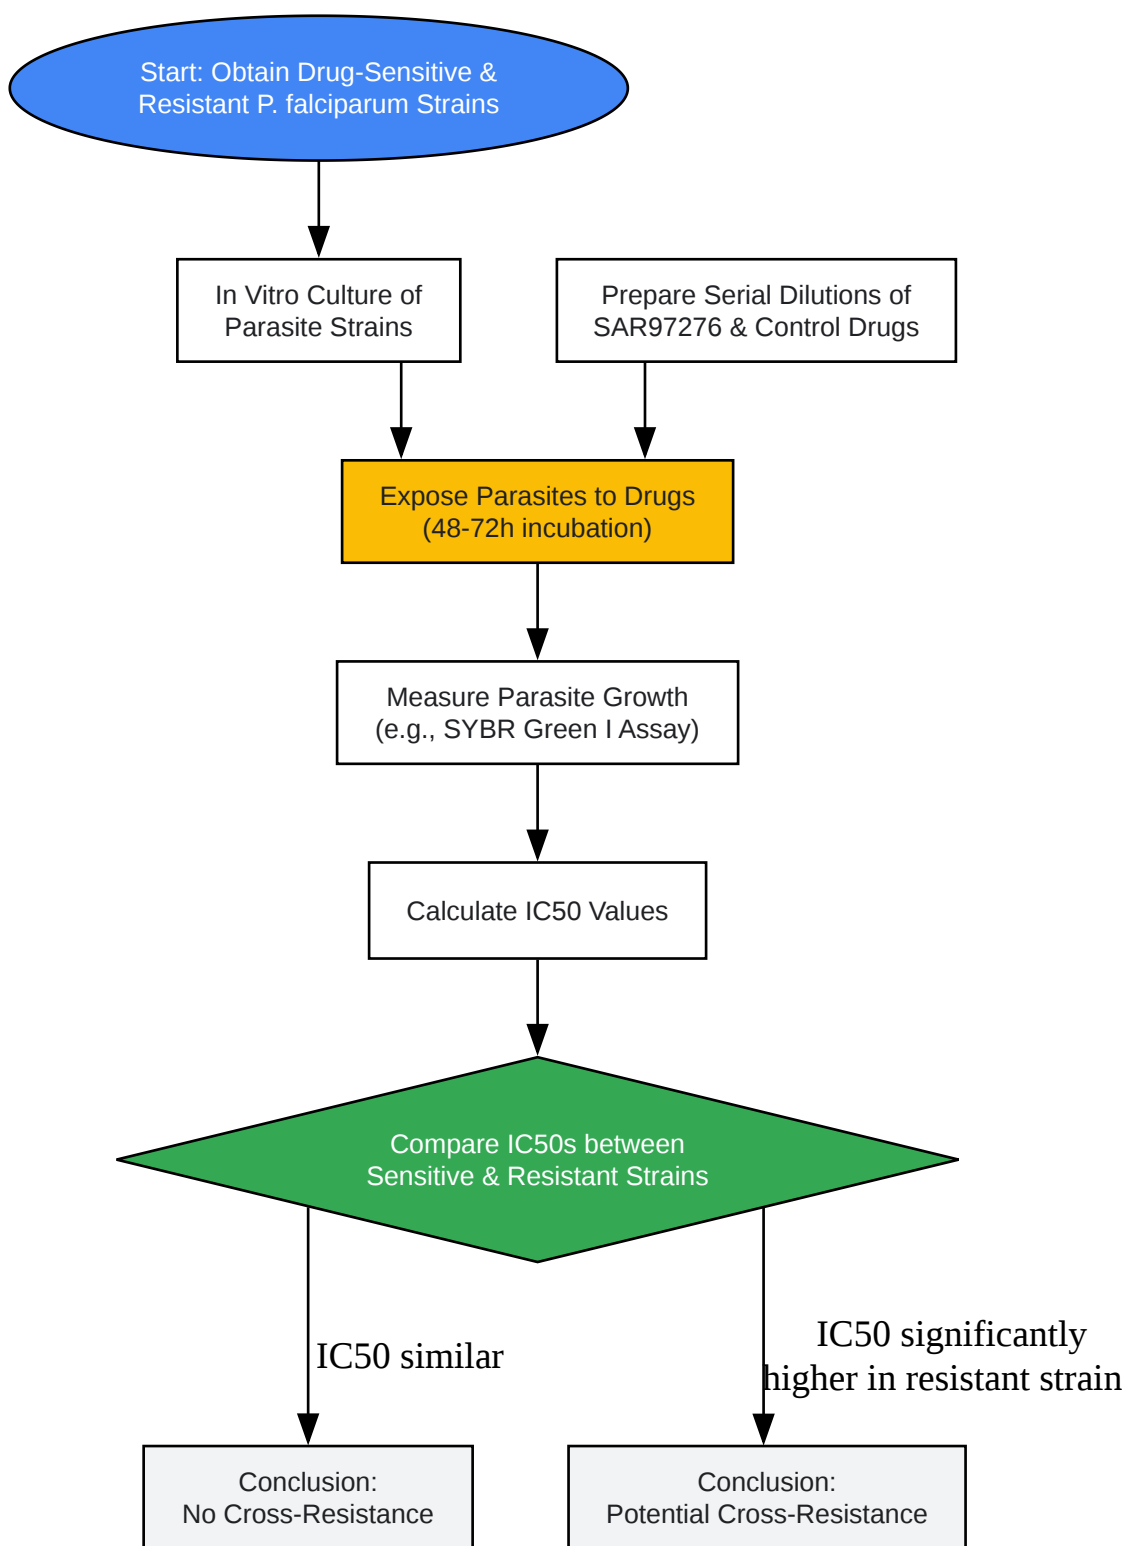 Start: Obtain Drug-Sensitive &
Resistant P. falciparum Strains
In Vitro Culture of
Parasite Strains
Prepare Serial Dilutions of
SAR97276 & Control Drugs
Expose Parasites to Drugs
(48-72h incubation)
Measure Parasite Growth
(e.g., SYBR Green I Assay)
Calculate IC50 Values
Compare IC50s between
Sensitive & Resistant Strains
IC50 similar
IC50 significantly
higher in resistant strain
Conclusion:
No Cross-Resistance
Conclusion:
Potential Cross-Resistance